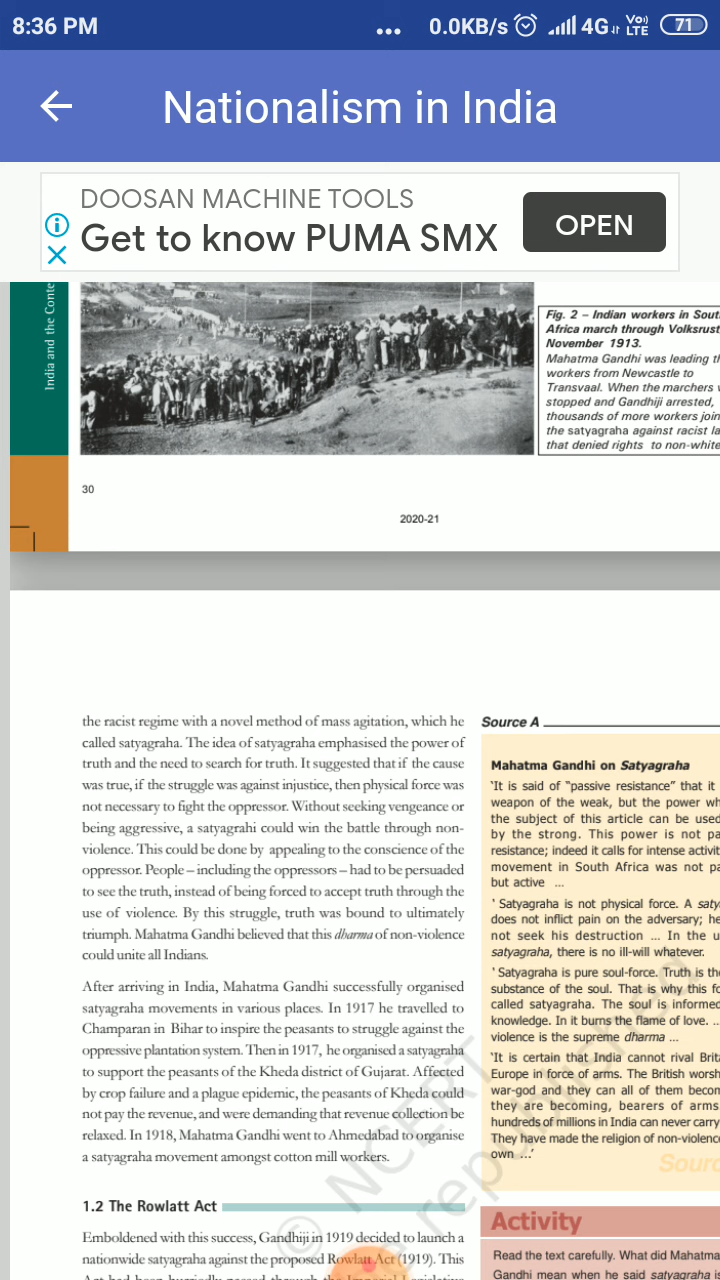 8:36 PM
... 0.0KB/s 4G Vo)) LTE 71
Nationalism in India
DOOSAN MACHINE TOOLS
Get to know PUMA SMX
OPEN
India and the Conte
Fig. 2 – Indian workers in Sout
Africa march through Volksrust
November 1913.
Mahatma Gandhi was leading th
workers from Newcastle to
Transvaal. When the marchers w
stopped and Gandhiji arrested,
thousands of more workers join
the satyagraha against racist la
that denied rights to non-white
30
2020-21
the racist regime with a novel method of mass agitation, which he
called satyagraha. The idea of satyagraha emphasised the power of
truth and the need to search for truth. It suggested that if the cause
was true, if the struggle was against injustice, then physical force was
not necessary to fight the oppressor. Without seeking vengeance or
being aggressive, a satyagrahi could win the battle through non-
violence. This could be done by appealing to the conscience of the
oppressor. People – including the oppressors – had to be persuaded
to see the truth, instead of being forced to accept truth through the
use of violence. By this struggle, truth was bound to ultimately
triumph. Mahatma Gandhi believed that this dharma of non-violence
could unite all Indians.
After arriving in India, Mahatma Gandhi successfully organised
satyagraha movements in various places. In 1917 he travelled to
Champaran in Bihar to inspire the peasants to struggle against the
oppressive plantation system. Then in 1917, he organised a satyagraha
to support the peasants of the Kheda district of Gujarat. Affected
by crop failure and a plague epidemic, the peasants of Kheda could
not pay the revenue, and were demanding that revenue collection be
relaxed. In 1918, Mahatma Gandhi went to Ahmedabad to organise
a satyagraha movement amongst cotton mill workers.
1.2 The Rowlatt Act
Emboldened with this success, Gandhiji in 1919 decided to launch a
nationwide satyagraha against the proposed Rowlatt Act (1919). This
Act had been hurriedly passed through the Imperial Legislative
Source A
Mahatma Gandhi on Satyagraha
'It is said of "passive resistance" that it
weapon of the weak, but the power wh
the subject of this article can be used
by the strong. This power is not pa
resistance; indeed it calls for intense activit
movement in South Africa was not pa
but active ...
' Satyagraha is not physical force. A saty
does not inflict pain on the adversary; he
not seek his destruction ... In the u
satyagraha, there is no ill-will whatever.
' Satyagraha is pure soul-force. Truth is the
substance of the soul. That is why this fo
called satyagraha. The soul is informed
knowledge. In it burns the flame of love. ..
violence is the supreme dharma ...
'It is certain that India cannot rival Brita
Europe in force of arms. The British worsh
war-god and they can all of them becom
they are becoming, bearers of arms.
hundreds of millions in India can never carry
They have made the religion of non-violence
own ...'
Sourc
Activity
Read the text carefully. What did Mahatma
Gandhi mean when he said satyagraha is
© NCERT
republished